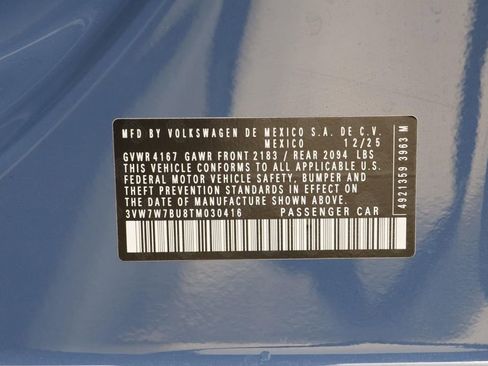 MFD BY VOLKSWAGEN DE MEXICO S.A. DE C.V.
MEXICO 12/25
GVWR 4167 GAWR FRONT 2183 / REAR 2094 LBS
THIS VEHICLE CONFORMS TO ALL APPLICABLE U.S.
FEDERAL MOTOR VEHICLE SAFETY, BUMPER AND
THEFT PREVENTION STANDARDS IN EFFECT ON
THE DATE OF MANUFACTURE SHOWN ABOVE.
3VW7W7BU8TM030416 PASSENGER CAR
4921359 3963 M